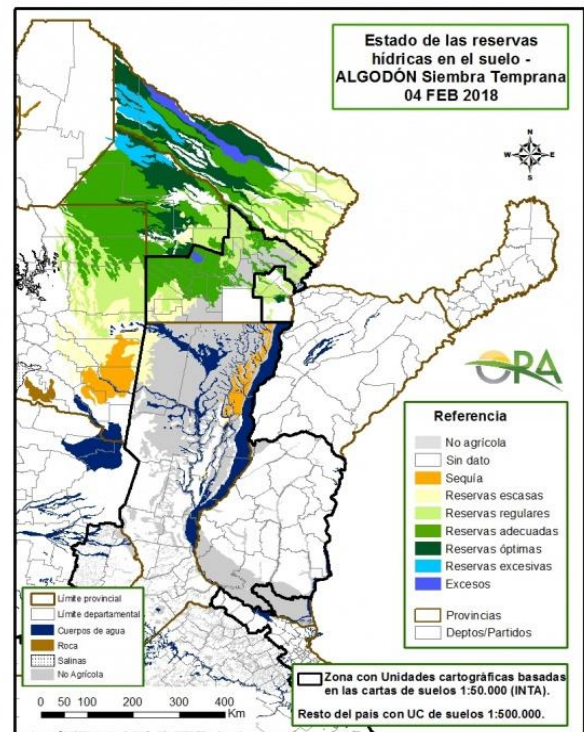 Estado de las reservas
hídricas en el suelo -
ALGODÓN Siembra Temprana
04 FEB 2018
N
W E
S
ORA
Referencia
No agrícola
Sin dato
Sequía
Reservas escasas
Reservas regulares
Reservas adecuadas
Reservas óptimas
Reservas excesivas
Excesos
Provincias
Deptos/Partidos
Límite provincial
Límite departamental
Cuerpos de agua
Roca
Salinas
No Agrícola
0 50 100 200 300 400
Km
Zona con Unidades cartográficas basadas
en las cartas de suelos 1:50.000 (INTA).
Resto del país con UC de suelos 1:500.000.